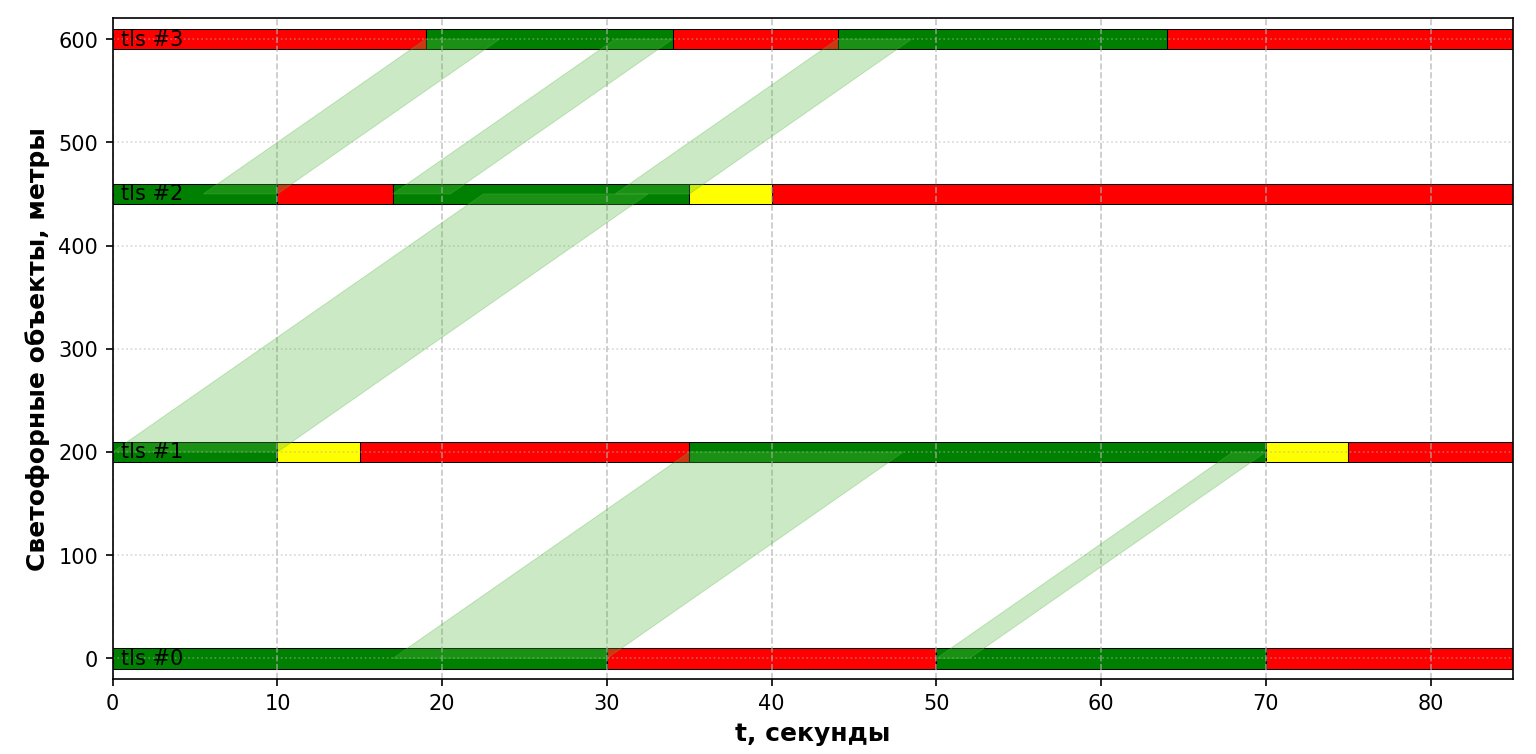 600
tls #3
500
tls #2
400
300
200
tls #1
100
0
tls #0
0 10 20 30 40 50 60 70 80
t, секунды
Светофорные объекты, метры